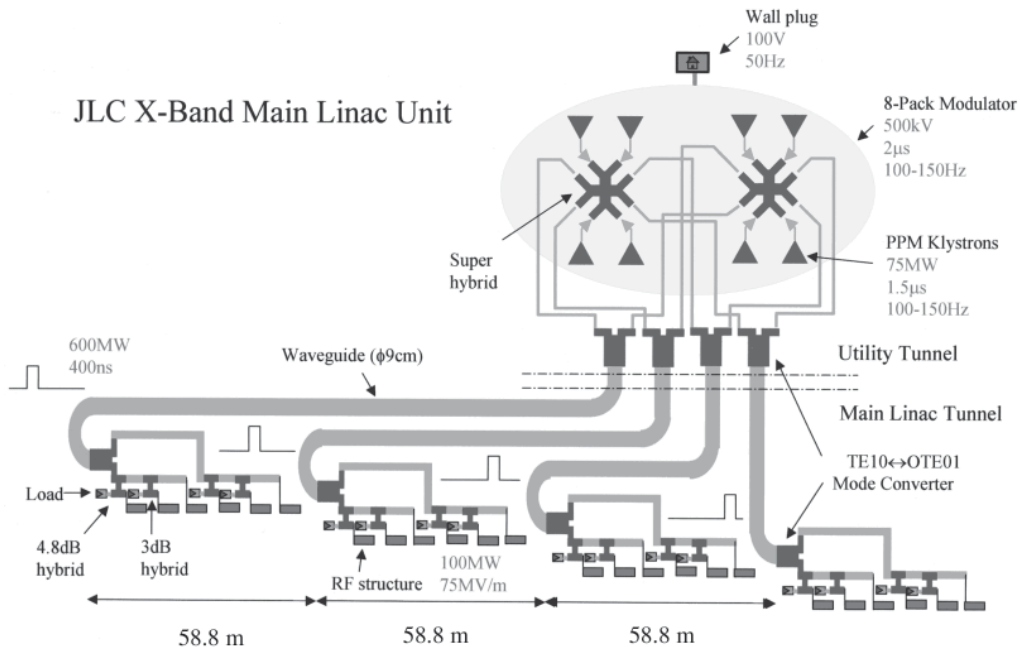 Wall plug
100V
50Hz
JLC X-Band Main Linac Unit
8-Pack Modulator
500kV
2μs
100-150Hz
Super
hybrid
PPM Klystrons
75MW
1.5μs
100-150Hz
600MW
400ns
Waveguide (ϕ9cm)
Utility Tunnel
Main Linac Tunnel
TE10↔OTE01
Mode Converter
Load
4.8dB
hybrid
3dB
hybrid
RF structure
100MW
75MV/m
58.8 m
58.8 m
58.8 m